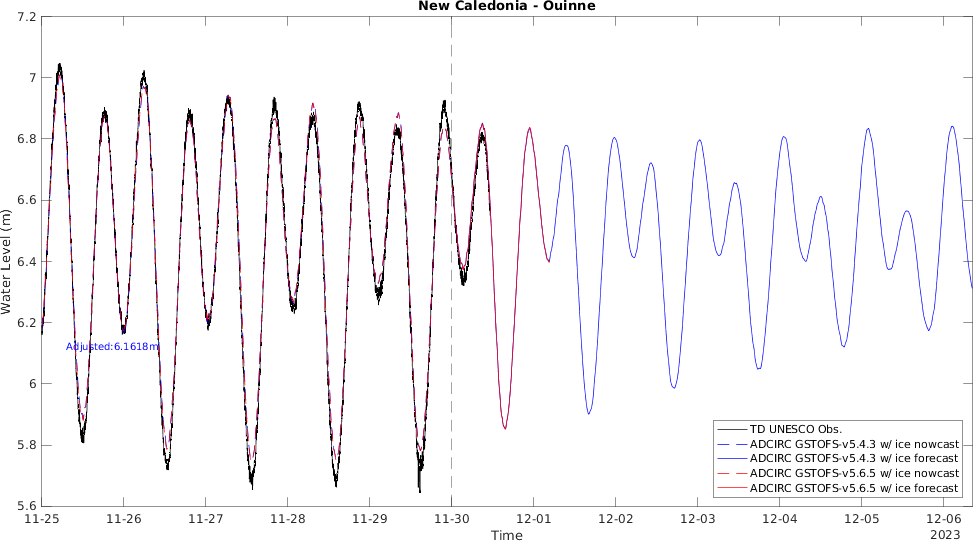 New Caledonia - Ouinne
7.2
7
6.8
6.6
6.4
6.2
6
5.8
5.6
Water Level (m)
Adjusted:6.1618m
TD UNESCO Obs.
ADCIRC GSTOFS-v5.4.3 w/ ice nowcast
ADCIRC GSTOFS-v5.4.3 w/ ice forecast
ADCIRC GSTOFS-v5.6.5 w/ ice nowcast
ADCIRC GSTOFS-v5.6.5 w/ ice forecast
11-25 11-26 11-27 11-28 11-29 11-30 12-01 12-02 12-03 12-04 12-05 12-06
Time
2023